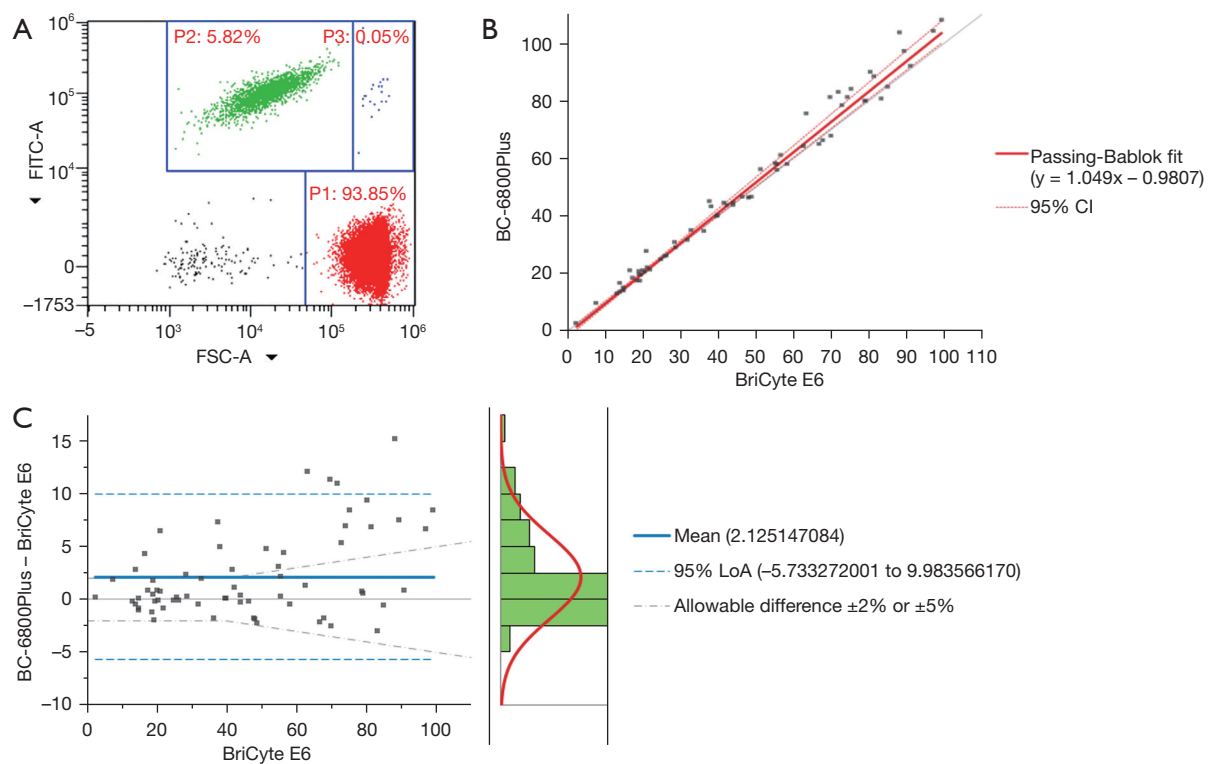 A
10⁶
P2: 5.82%
P3: 0.05%
10⁵
FITC-A
10⁴
P1: 93.85%
0
–1753
–5
10³
10⁴
10⁵
10⁶
FSC-A
B
100
80
60
40
20
0
BC-6800Plus
0 10 20 30 40 50 60 70 80 90 100 110
BriCyte E6
Passing-Bablok fit
(y = 1.049x – 0.9807)
95% CI
C
15
10
5
0
–5
–10
BC-6800Plus – BriCyte E6
0 20 40 60 80 100
BriCyte E6
Mean (2.125147084)
95% LoA (–5.733272001 to 9.983566170)
Allowable difference ±2% or ±5%